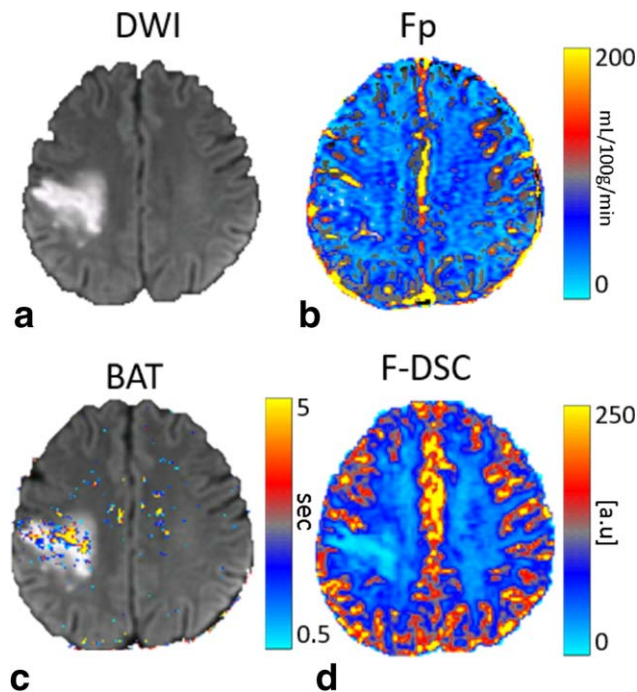 DWI
Fp
200
mL/100g/min
0
a
b
BAT
F-DSC
5
sec
0.5
250
[a.u]
0
c
d